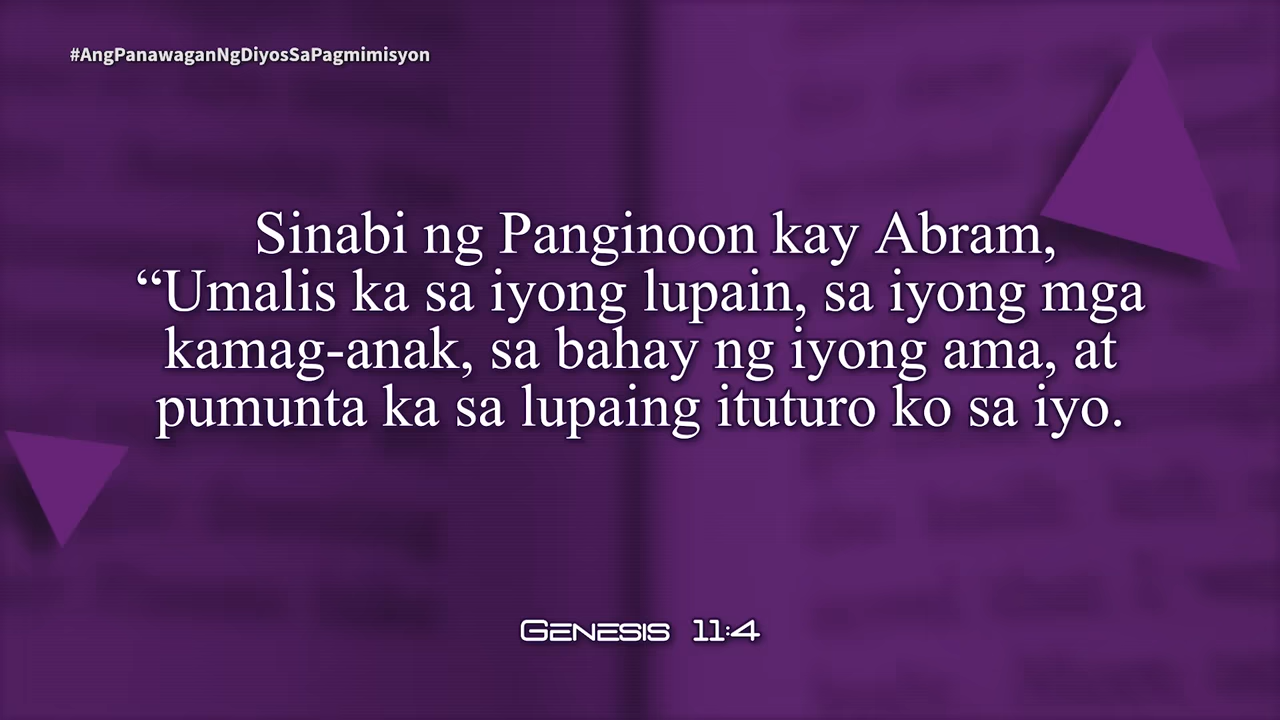 #AngPanawaganNgDiyosSaPagmimisyon
Sinabi ng Panginoon kay Abram,
“Umalis ka sa iyong lupain, sa iyong mga
kamag-anak, sa bahay ng iyong ama, at
pumunta ka sa lupaing ituturo ko sa iyo.
Genesis 11:4